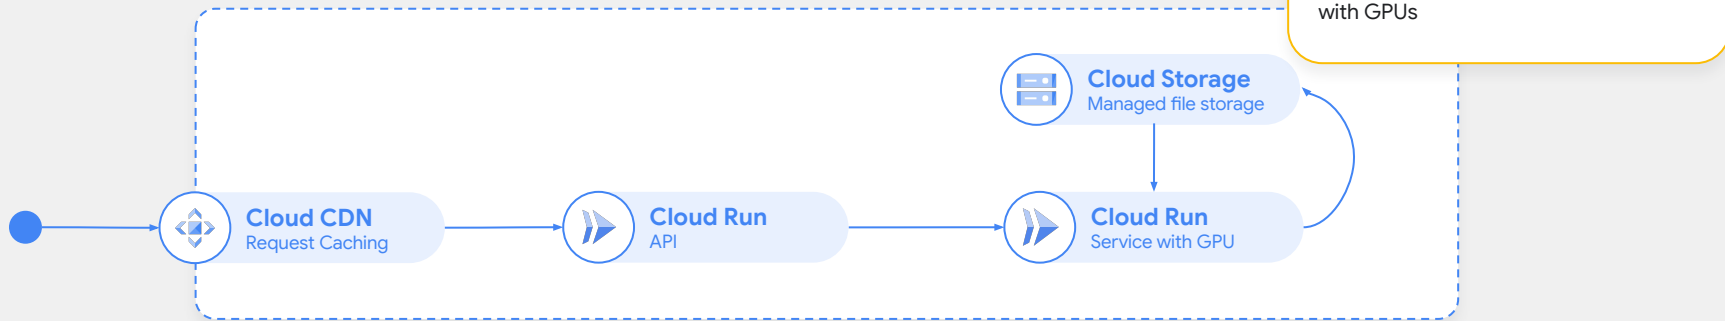 with GPUs
Cloud Storage
Managed file storage
Cloud CDN
Request Caching
Cloud Run
API
Cloud Run
Service with GPU